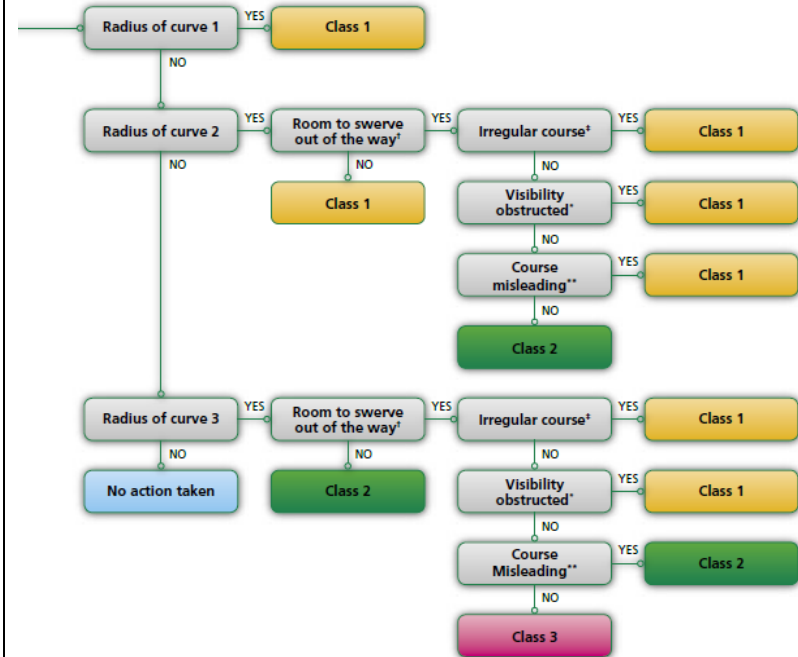 Radius of curve 1
YES
Class 1
NO
Radius of curve 2
YES
Room to swerve
out of the way†
YES
Irregular course‡
YES
Class 1
NO
NO
NO
Class 1
Visibility
obstructed*
YES
Class 1
NO
Course
misleading**
YES
Class 1
NO
Class 2
Radius of curve 3
YES
Room to swerve
out of the way†
YES
Irregular course‡
YES
Class 1
NO
NO
NO
No action taken
Class 2
Visibility
obstructed*
YES
Class 1
NO
Course
Misleading**
YES
Class 2
NO
Class 3